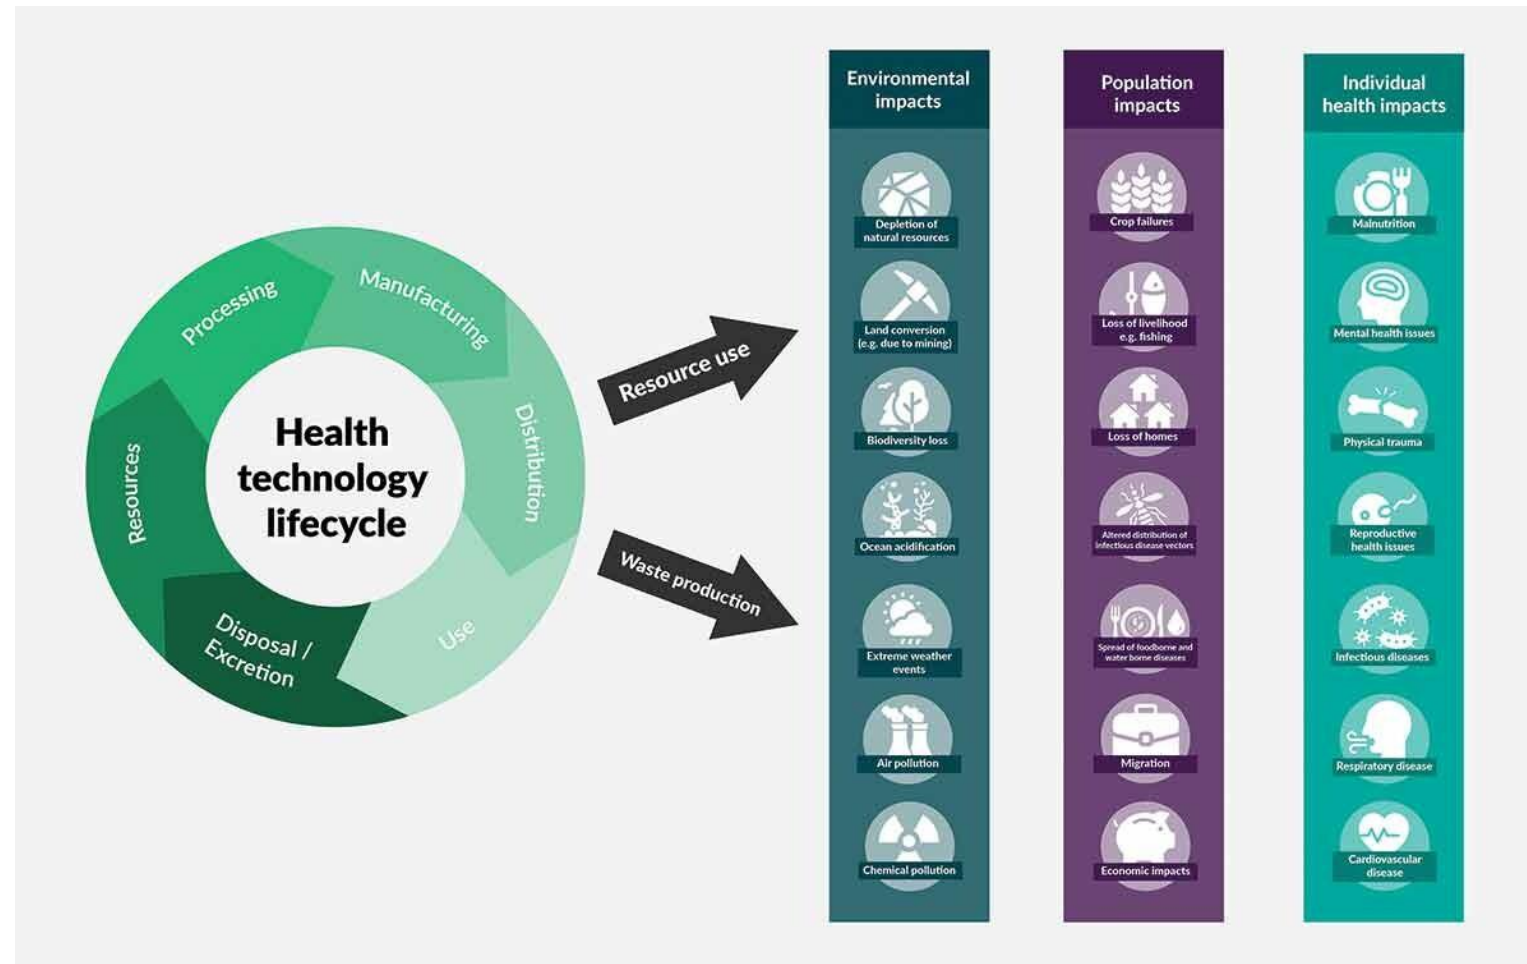 Health
technology
lifecycle
Resources
Processing
Manufacturing
Distribution
Use
Disposal /
Excretion
Resource use
Waste production
Environmental
impacts
Depletion of
natural resources
Land conversion
(e.g. due to mining)
Biodiversity loss
Ocean acidification
Extreme weather
events
Air pollution
Chemical pollution
Population
impacts
Crop failures
Loss of livelihood
e.g. fishing
Loss of homes
Altered distribution of
infectious disease vectors
Spread of foodborne and
water borne diseases
Migration
Economic impacts
Individual
health impacts
Malnutrition
Mental health issues
Physical trauma
Reproductive
health issues
Infectious diseases
Respiratory disease
Cardiovascular
disease